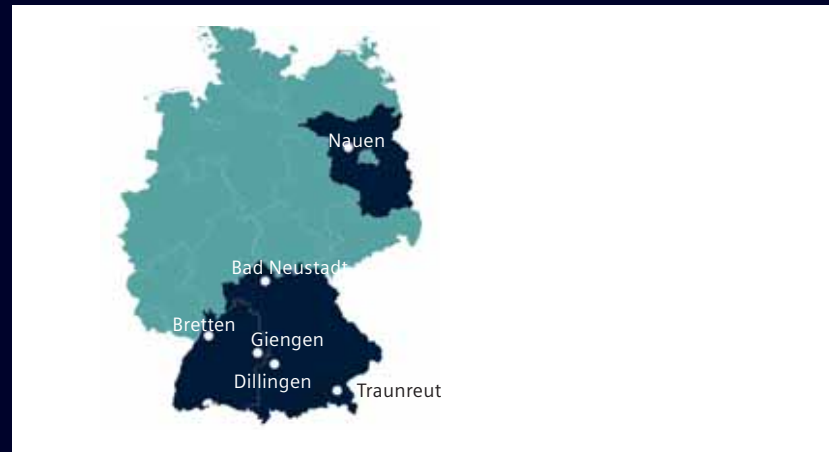 Nauen
Bad Neustadt
Bretten
Giengen
Dillingen
Traunreut